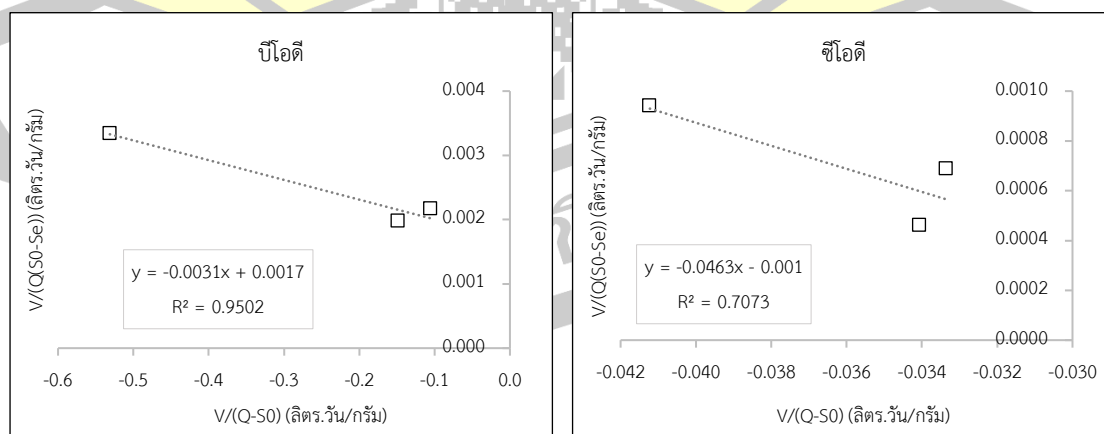 บีโอดี
V/(Q(S0-Se)) (ลิตร.วัน/กรัม)
0.004
0.003
0.002
0.001
0.000
y = -0.0031x + 0.0017
R² = 0.9502
-0.6 -0.5 -0.4 -0.3 -0.2 -0.1 0.0
V/(Q-S0) (ลิตร.วัน/กรัม)
ซีโอดี
V/(Q(S0-Se)) (ลิตร.วัน/กรัม)
0.0010
0.0008
0.0006
0.0004
0.0002
0.0000
y = -0.0463x - 0.001
R² = 0.7073
-0.042 -0.040 -0.038 -0.036 -0.034 -0.032 -0.030
V/(Q-S0) (ลิตร.วัน/กรัม)